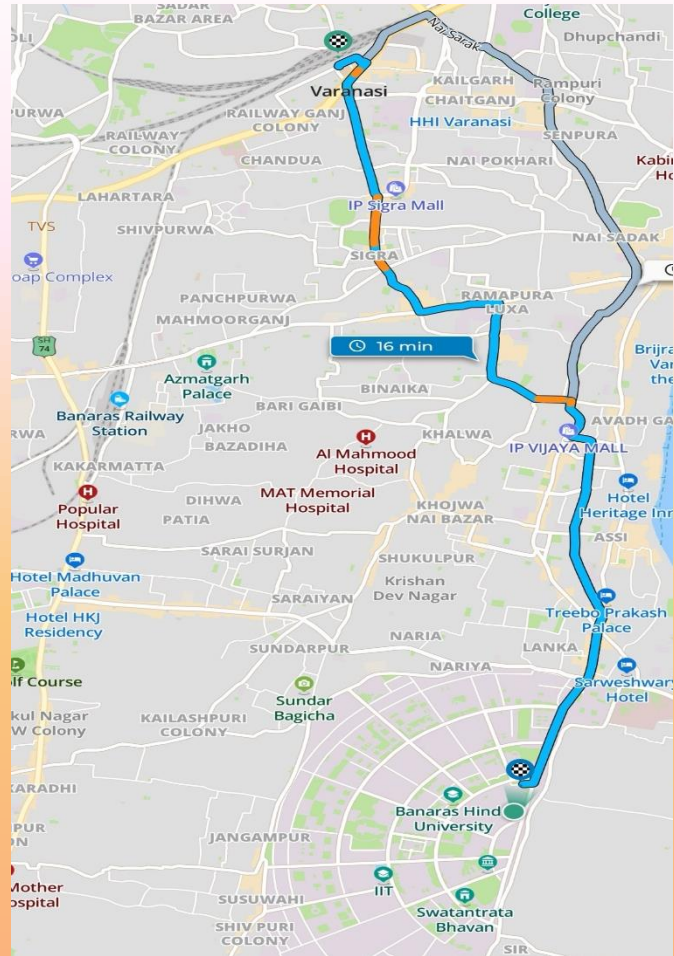 SADAR
BAZAR AREA
College
Dhupchandi
Nai Sarak
KAILGARH
Rampuri
Colony
CHAITGANJ
Varanasi
RAILWAY GANJ
COLONY
HHI Varanasi
SENPURA
RAILWAY
COLONY
CHANDUA
NAI POKHARI
LAHARTARA
IP Sigra Mall
TVS
SHIVPURWA
NAI SADAK
SIGRA
oap Complex
PANCHPURWA
RAMAPURA
LUXA
MAHMOORGANJ
SH
74
16 min
Azmatgarh
Palace
BINAIKA
Banaras Railway
Station
BARI GAIBI
AVADH GA
JAKHO
BAZADIHA
KHALWA
IP VIJAYA MALL
Al Mahmood
Hospital
KAKARMATTA
Popular
Hospital
DIHWA
PATIA
MAT Memorial
Hospital
KHOJWA
NAI BAZAR
Hotel
Heritage Inn
ASSI
SARAI SURJAN
SHUKULPUR
Hotel Madhuvan
Palace
Krishan
Dev Nagar
SARAIYAN
Treebo Prakash
Palace
Hotel HKJ
Residency
NARIA
SUNDARPUR
LANKA
NARIYA
olf Course
Sarweshwary
Hotel
Sundar
Bagicha
kul Nagar
W Colony
KAILASHPURI
COLONY
KARADHI
Banaras Hind
University
JANGAMPUR
IIT
Mother
ospital
SUSUWAHI
Swatantrata
Bhavan
SHIV PURI
COLONY
SIR